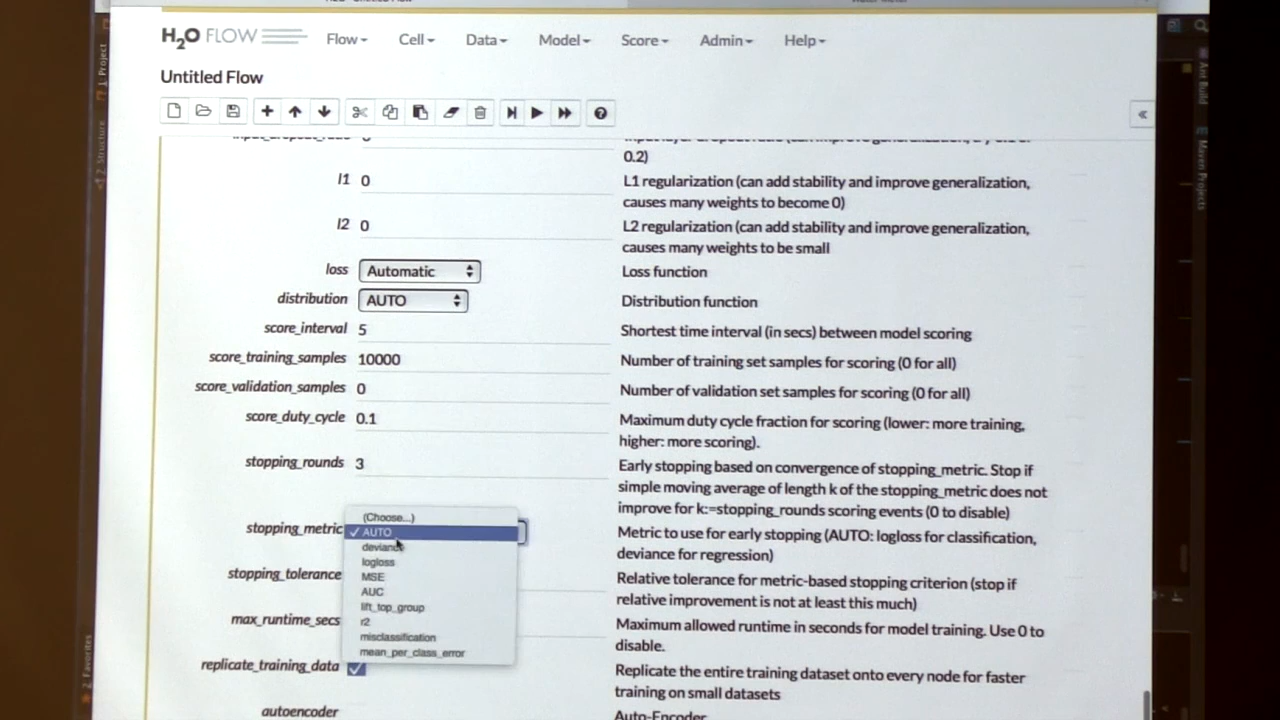 H2O FLOW Flow Cell Data Model Score Admin Help
Untitled Flow
0.2)
l1 0 L1 regularization (can add stability and improve generalization,
causes many weights to become 0)
l2 0 L2 regularization (can add stability and improve generalization,
causes many weights to be small
loss Automatic Loss function
distribution AUTO Distribution function
score_interval 5 Shortest time interval (in secs) between model scoring
score_training_samples 10000 Number of training set samples for scoring (0 for all)
score_validation_samples 0 Number of validation set samples for scoring (0 for all)
score_duty_cycle 0.1 Maximum duty cycle fraction for scoring (lower: more training,
higher: more scoring).
stopping_rounds 3 Early stopping based on convergence of stopping_metric. Stop if
simple moving average of length k of the stopping_metric does not
improve for k:=stopping_rounds scoring events (0 to disable)
(Choose...)
stopping_metric ✓ AUTO Metric to use for early stopping (AUTO: logloss for classification,
deviance deviance for regression)
logloss
stopping_tolerance MSE Relative tolerance for metric-based stopping criterion (stop if
AUC relative improvement is not at least this much)
lift_top_group
max_runtime_secs r2 Maximum allowed runtime in seconds for model training. Use 0 to
misclassification disable.
mean_per_class_error
replicate_training_data Replicate the entire training dataset onto every node for faster
training on small datasets
autoencoder Auto-Encoder
1: Project
2: Structure
2: Favorites
Ant Build
Maven Projects